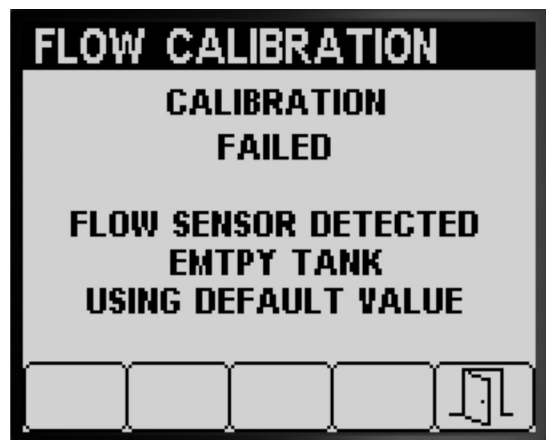 FLOW CALIBRATION
CALIBRATION
FAILED
FLOW SENSOR DETECTED
EMTPY TANK
USING DEFAULT VALUE